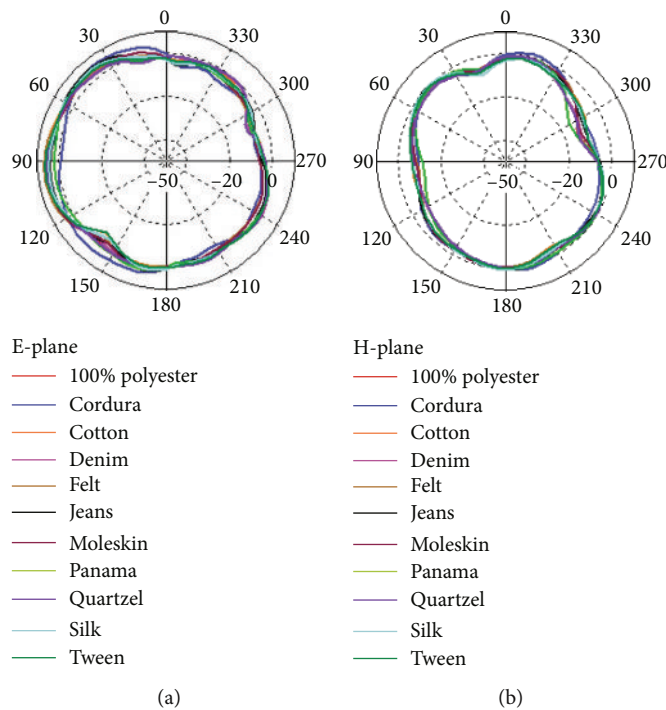 0
30
330
60
300
90
270
−50
−20
0
120
240
150
210
180
0
30
330
60
300
90
270
−50
−20
0
120
240
150
210
180
E-plane
100% polyester
Cordura
Cotton
Denim
Felt
Jeans
Moleskin
Panama
Quartzel
Silk
Tween
(a)
H-plane
100% polyester
Cordura
Cotton
Denim
Felt
Jeans
Moleskin
Panama
Quartzel
Silk
Tween
(b)